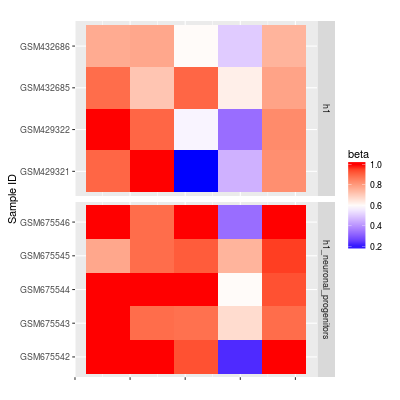 Sample ID
GSM432686
GSM432685
GSM429322
GSM429321
h1
GSM675546
GSM675545
GSM675544
GSM675543
GSM675542
h1_neuronal_progenitors
beta
1.0
0.8
0.6
0.4
0.2